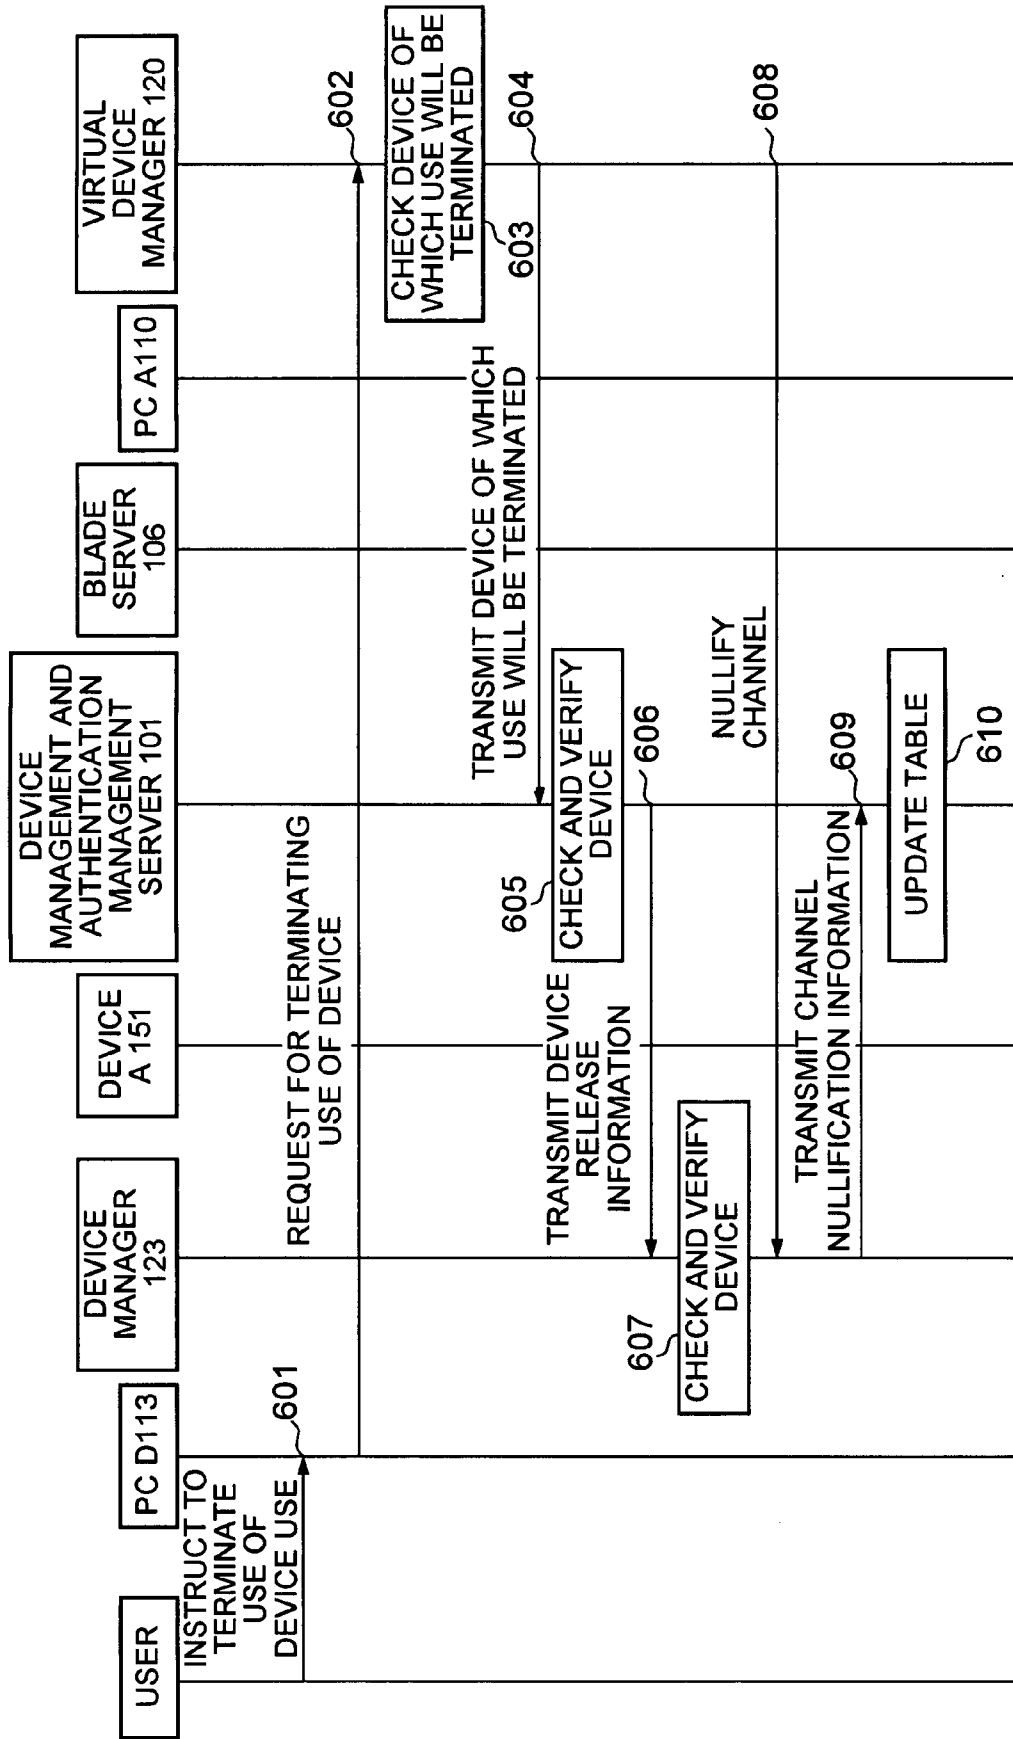 USER
PC D113
DEVICE
MANAGER
123
DEVICE
A 151
DEVICE
MANAGEMENT AND
AUTHENTICATION
MANAGEMENT
SERVER 101
BLADE
SERVER
106
PC A110
VIRTUAL
DEVICE
MANAGER 120
INSTRUCT TO
TERMINATE
USE OF
DEVICE USE
601
REQUEST FOR TERMINATING
USE OF DEVICE
602
CHECK DEVICE OF
WHICH USE WILL BE
TERMINATED
603
TRANSMIT DEVICE OF WHICH
USE WILL BE TERMINATED
604
605
CHECK AND VERIFY
DEVICE
TRANSMIT DEVICE
RELEASE
INFORMATION
606
607
CHECK AND VERIFY
DEVICE
NULLIFY
CHANNEL
608
TRANSMIT CHANNEL
NULLIFICATION INFORMATION
609
UPDATE TABLE
610